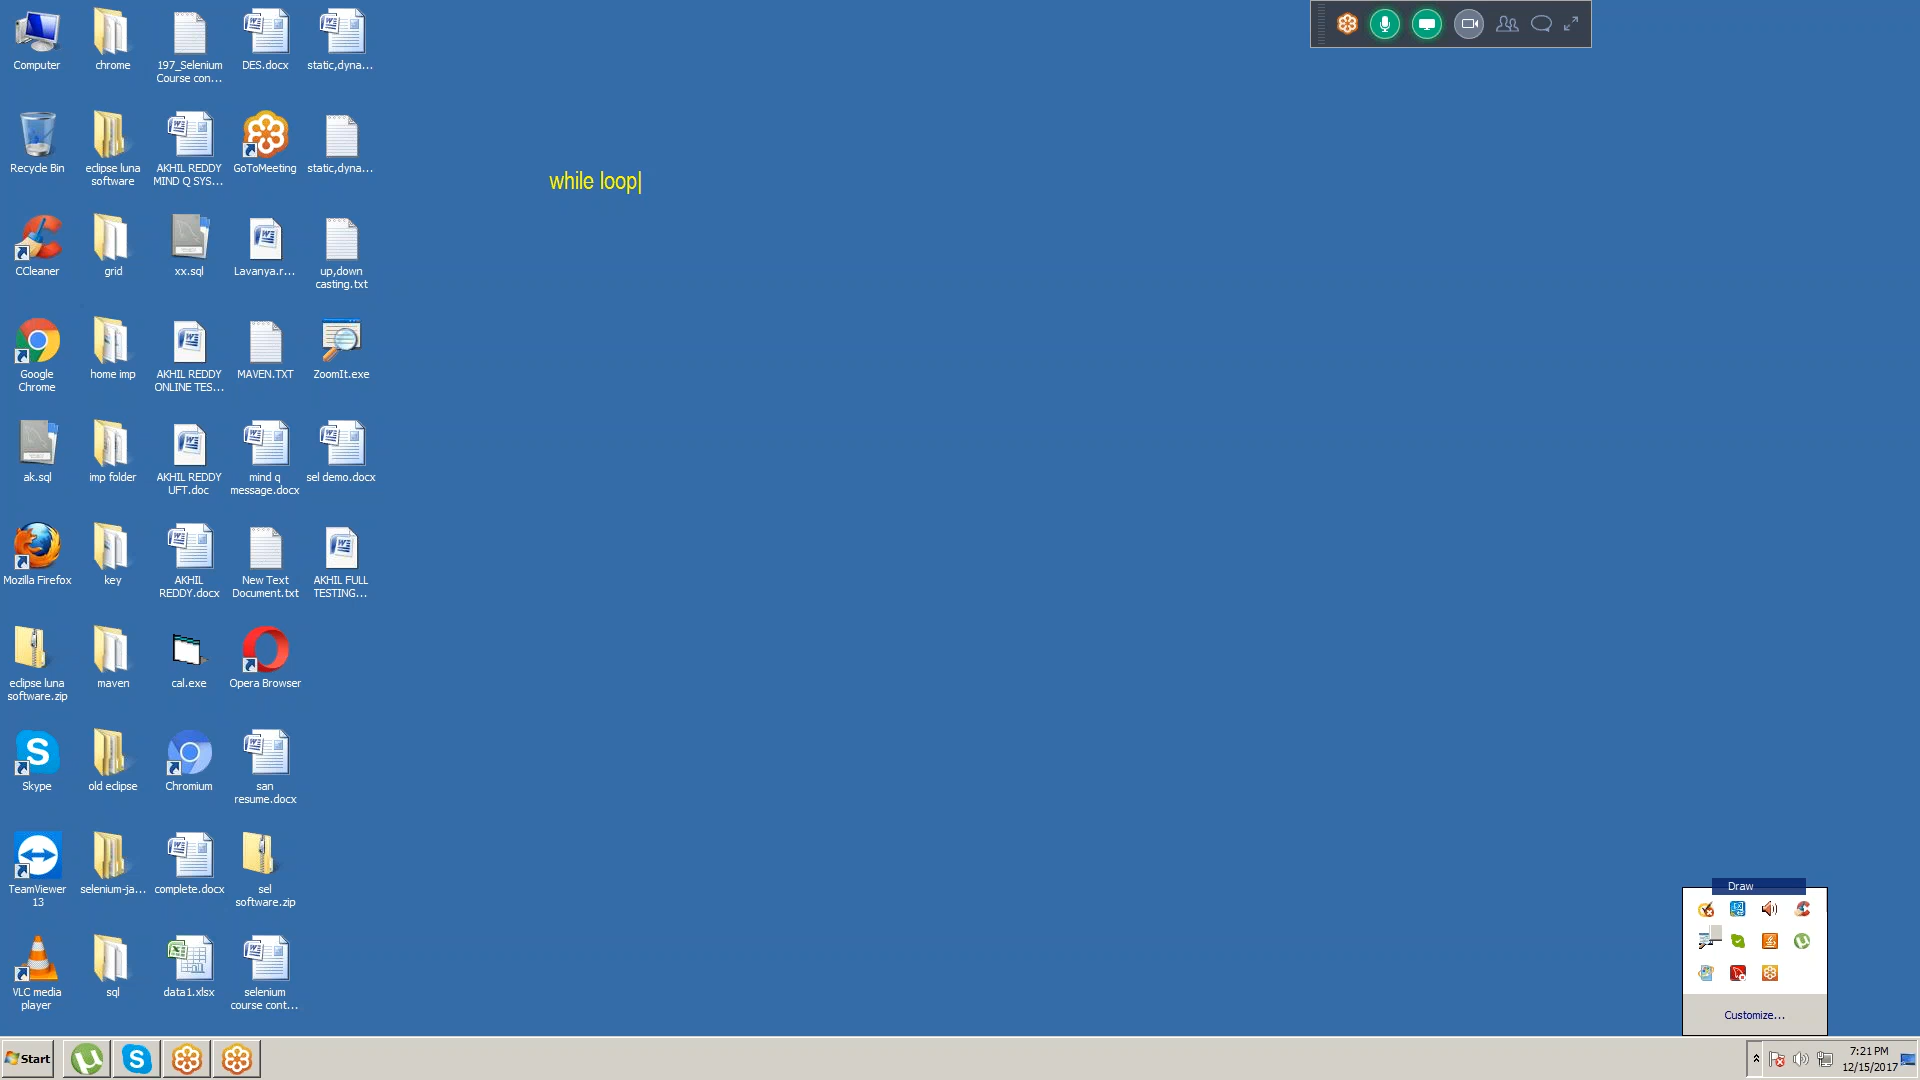 Computer
chrome
197_Selenium
Course con...
DES.docx
static,dyna...
Recycle Bin
eclipse luna
software
AKHIL REDDY
MIND Q SYS...
GoToMeeting
static,dyna...
while loop
CCleaner
grid
xx.sql
Lavanya.r...
up,down
casting.txt
Google
Chrome
home imp
AKHIL REDDY
ONLINE TES...
MAVEN.TXT
ZoomIt.exe
ak.sql
imp folder
AKHIL REDDY
UFT.doc
mind q
message.docx
sel demo.docx
Mozilla Firefox
key
AKHIL
REDDY.docx
New Text
Document.txt
AKHIL FULL
TESTING...
eclipse luna
software.zip
maven
cal.exe
Opera Browser
Skype
old eclipse
Chromium
san
resume.docx
TeamViewer
13
selenium-ja...
complete.docx
sel
software.zip
VLC media
player
sql
data1.xlsx
selenium
course cont...
Draw
Customize...
Start
7:21 PM
12/15/2017